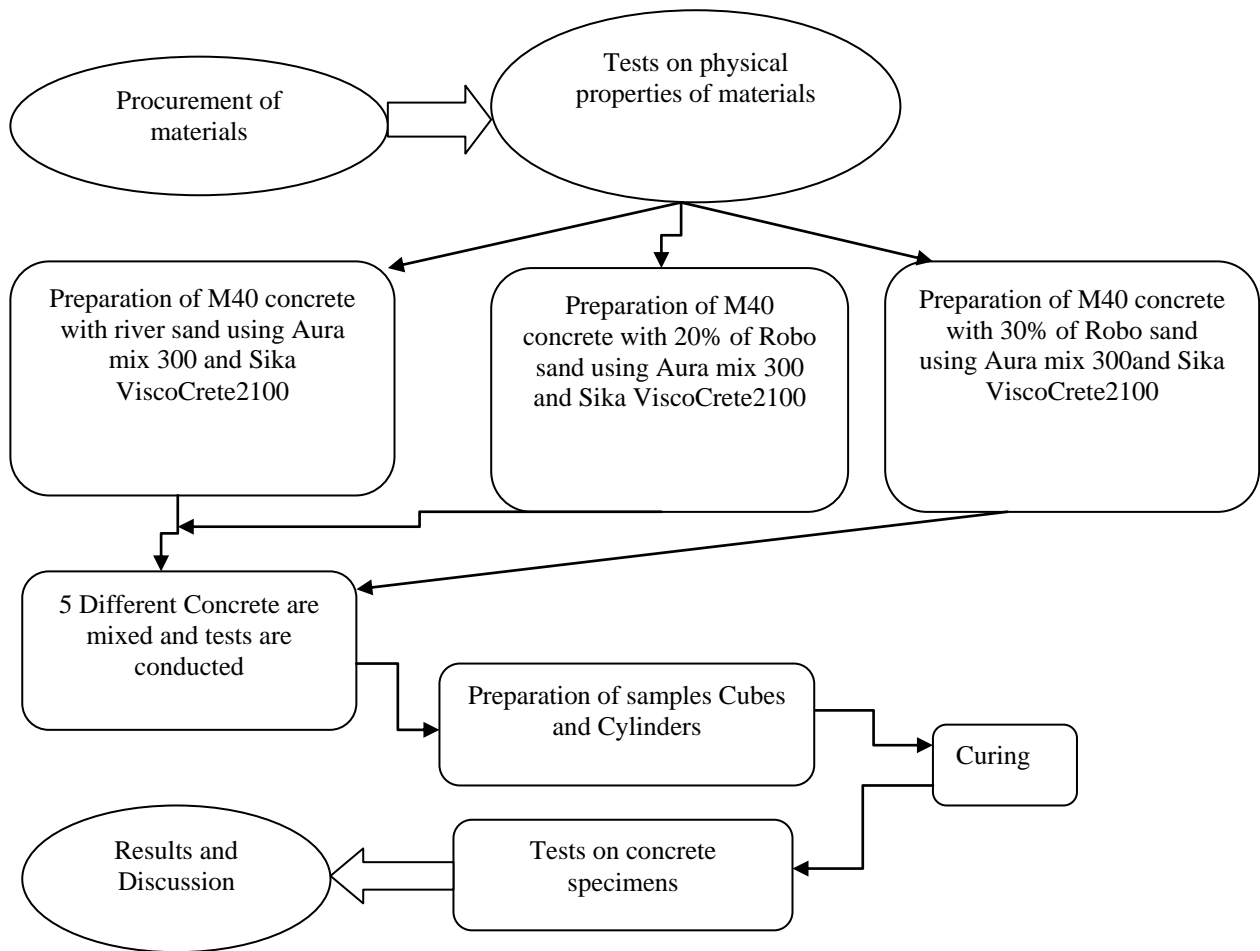 Procurement of
materials
Tests on physical
properties of materials
Preparation of M40 concrete
with river sand using Aura
mix 300 and Sika
ViscoCrete2100
Preparation of M40
concrete with 20% of Robo
sand using Aura mix 300
and Sika ViscoCrete2100
Preparation of M40 concrete
with 30% of Robo sand
using Aura mix 300and Sika
ViscoCrete2100
5 Different Concrete are
mixed and tests are
conducted
Preparation of samples Cubes
and Cylinders
Curing
Tests on concrete
specimens
Results and
Discussion